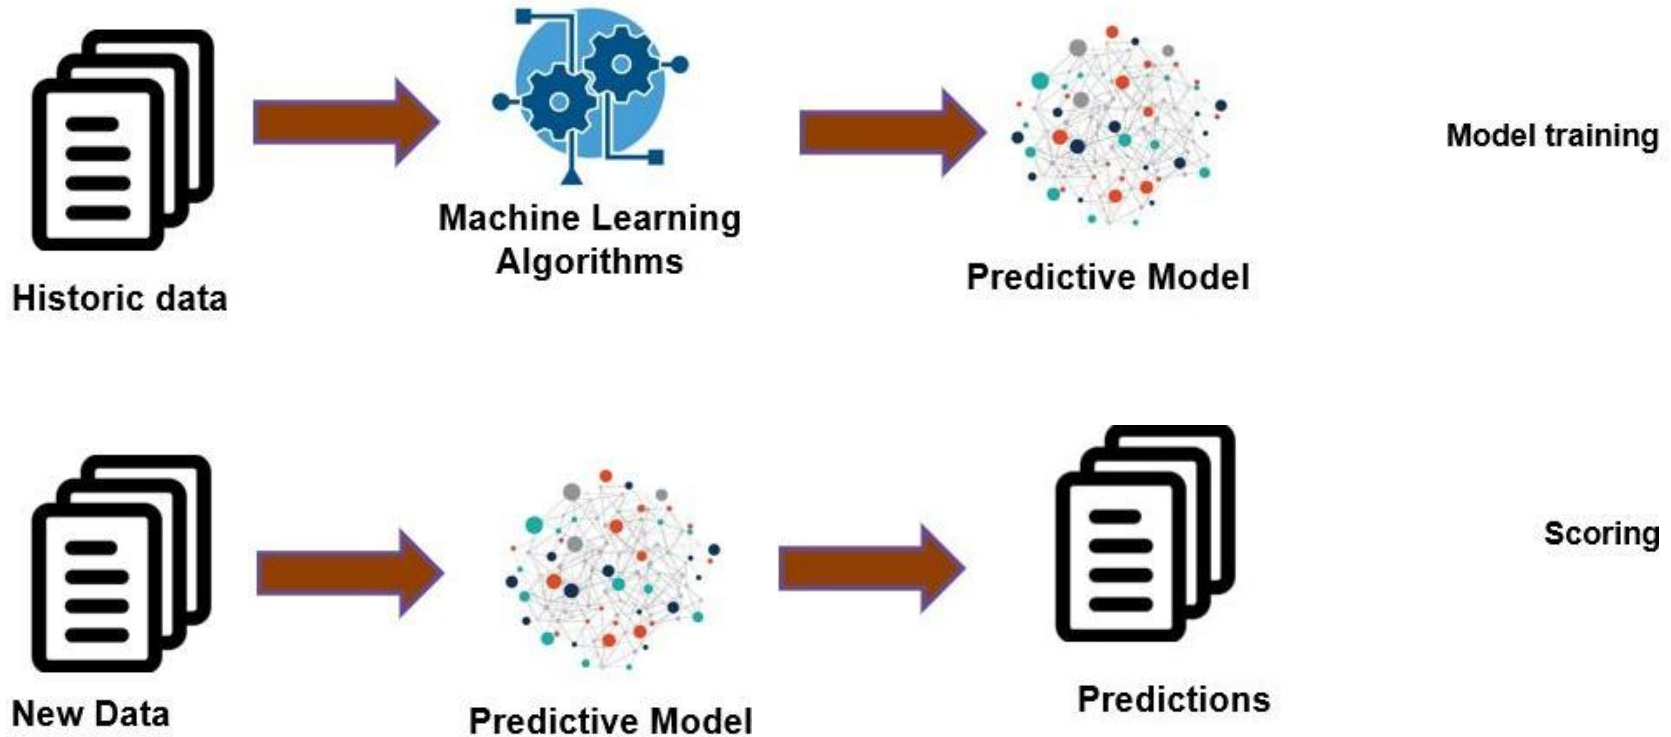 Model training
Machine Learning
Algorithms
Predictive Model
Historic data
Scoring
New Data
Predictive Model
Predictions